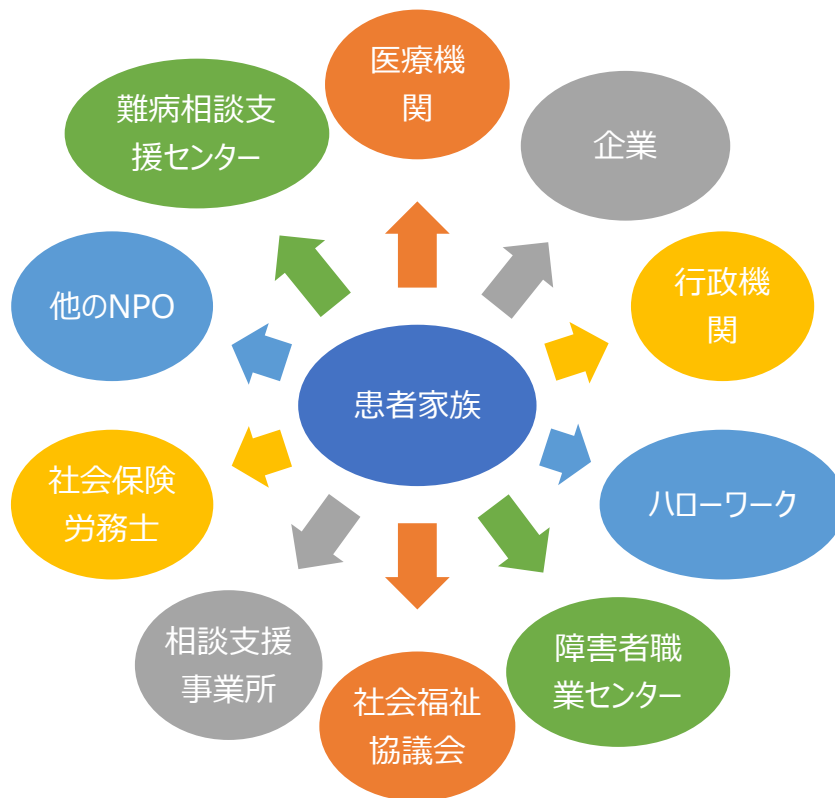 医療機
関
企業
行政機
関
ハローワーク
障害者職
業センター
社会福祉
協議会
相談支援
事業所
社会保険
労務士
他のNPO
難病相談支
援センター
患者家族